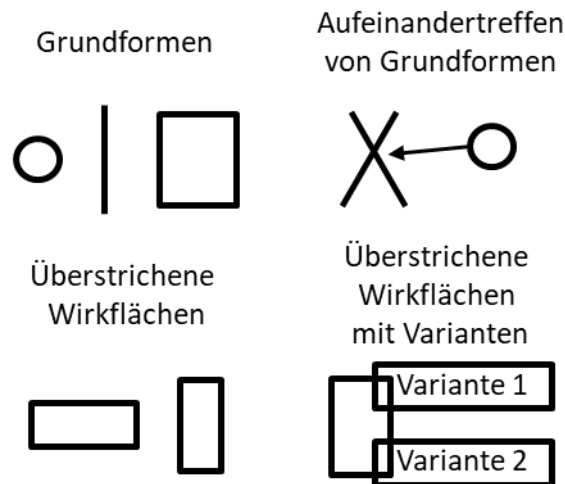 Grundformen
Aufeinandertreffen
von Grundformen
Überstrichene
Wirkflächen
Überstrichene
Wirkflächen
mit Varianten
Variante 1
Variante 2